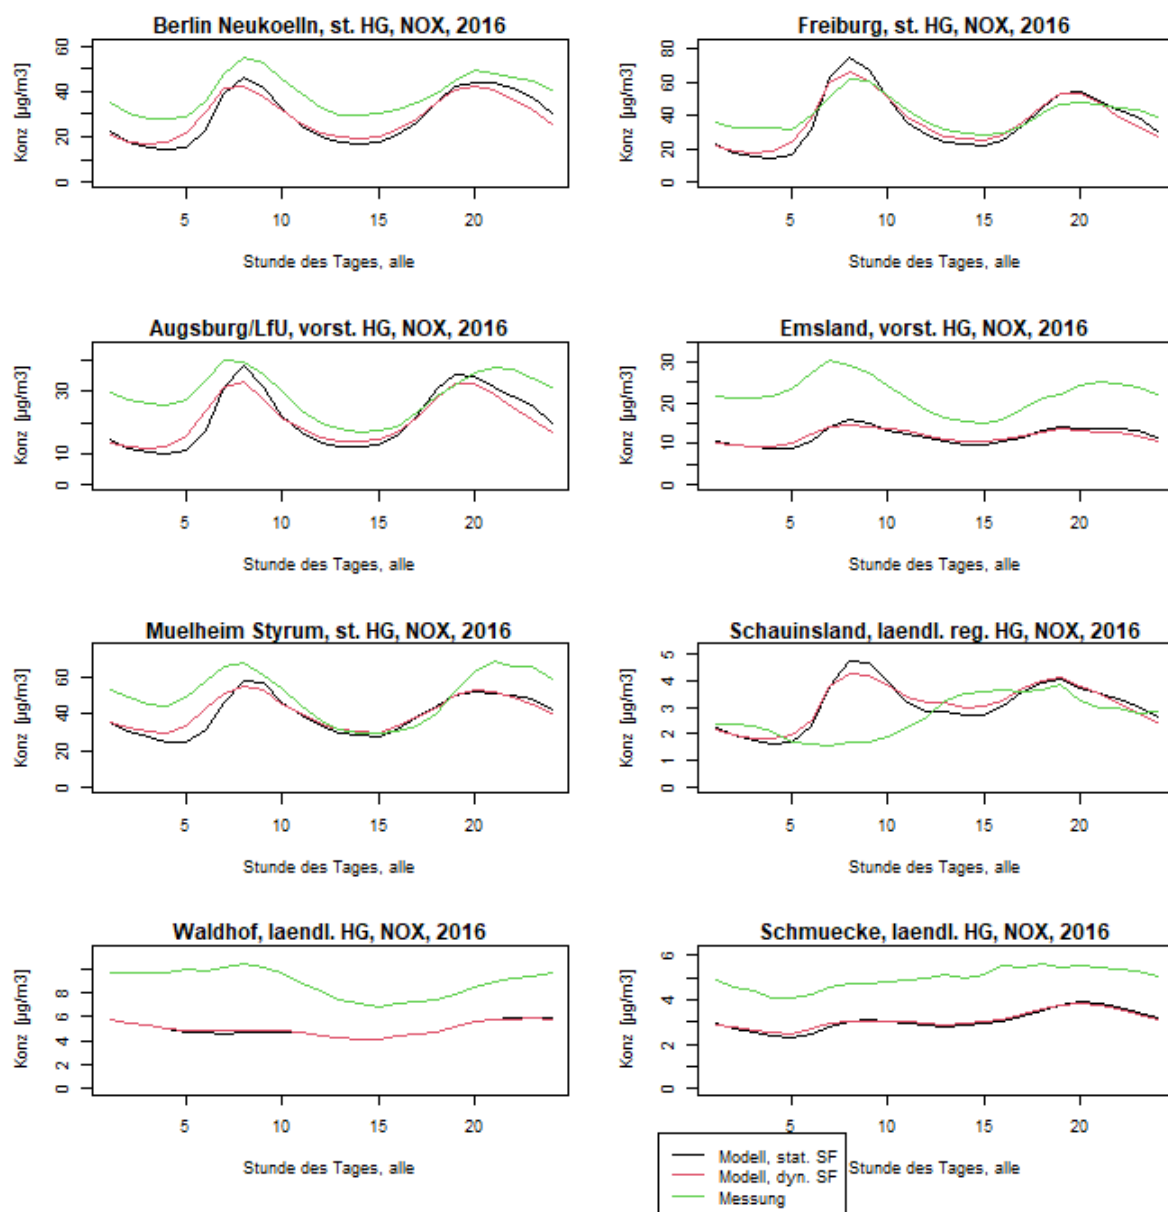 Berlin Neukoelln, st. HG, NOX, 2016
Konz [µg/m3]
0 20 40 60
5 10 15 20
Stunde des Tages, alle
Freiburg, st. HG, NOX, 2016
Konz [µg/m3]
0 20 40 60 80
5 10 15 20
Stunde des Tages, alle
Augsburg/LfU, vorst. HG, NOX, 2016
Konz [µg/m3]
0 10 30
5 10 15 20
Stunde des Tages, alle
Emsland, vorst. HG, NOX, 2016
Konz [µg/m3]
0 10 20 30
5 10 15 20
Stunde des Tages, alle
Muelheim Styrum, st. HG, NOX, 2016
Konz [µg/m3]
0 20 40 60
5 10 15 20
Stunde des Tages, alle
Schauinsland, laendl. reg. HG, NOX, 2016
Konz [µg/m3]
0 1 2 3 4 5
5 10 15 20
Stunde des Tages, alle
Waldhof, laendl. HG, NOX, 2016
Konz [µg/m3]
0 2 4 6 8
5 10 15 20
Stunde des Tages, alle
Schmuecke, laendl. HG, NOX, 2016
Konz [µg/m3]
0 2 4 6
5 10 15 20
Stunde des Tages, alle
Modell, stat. SF
Modell, dyn. SF
Messung